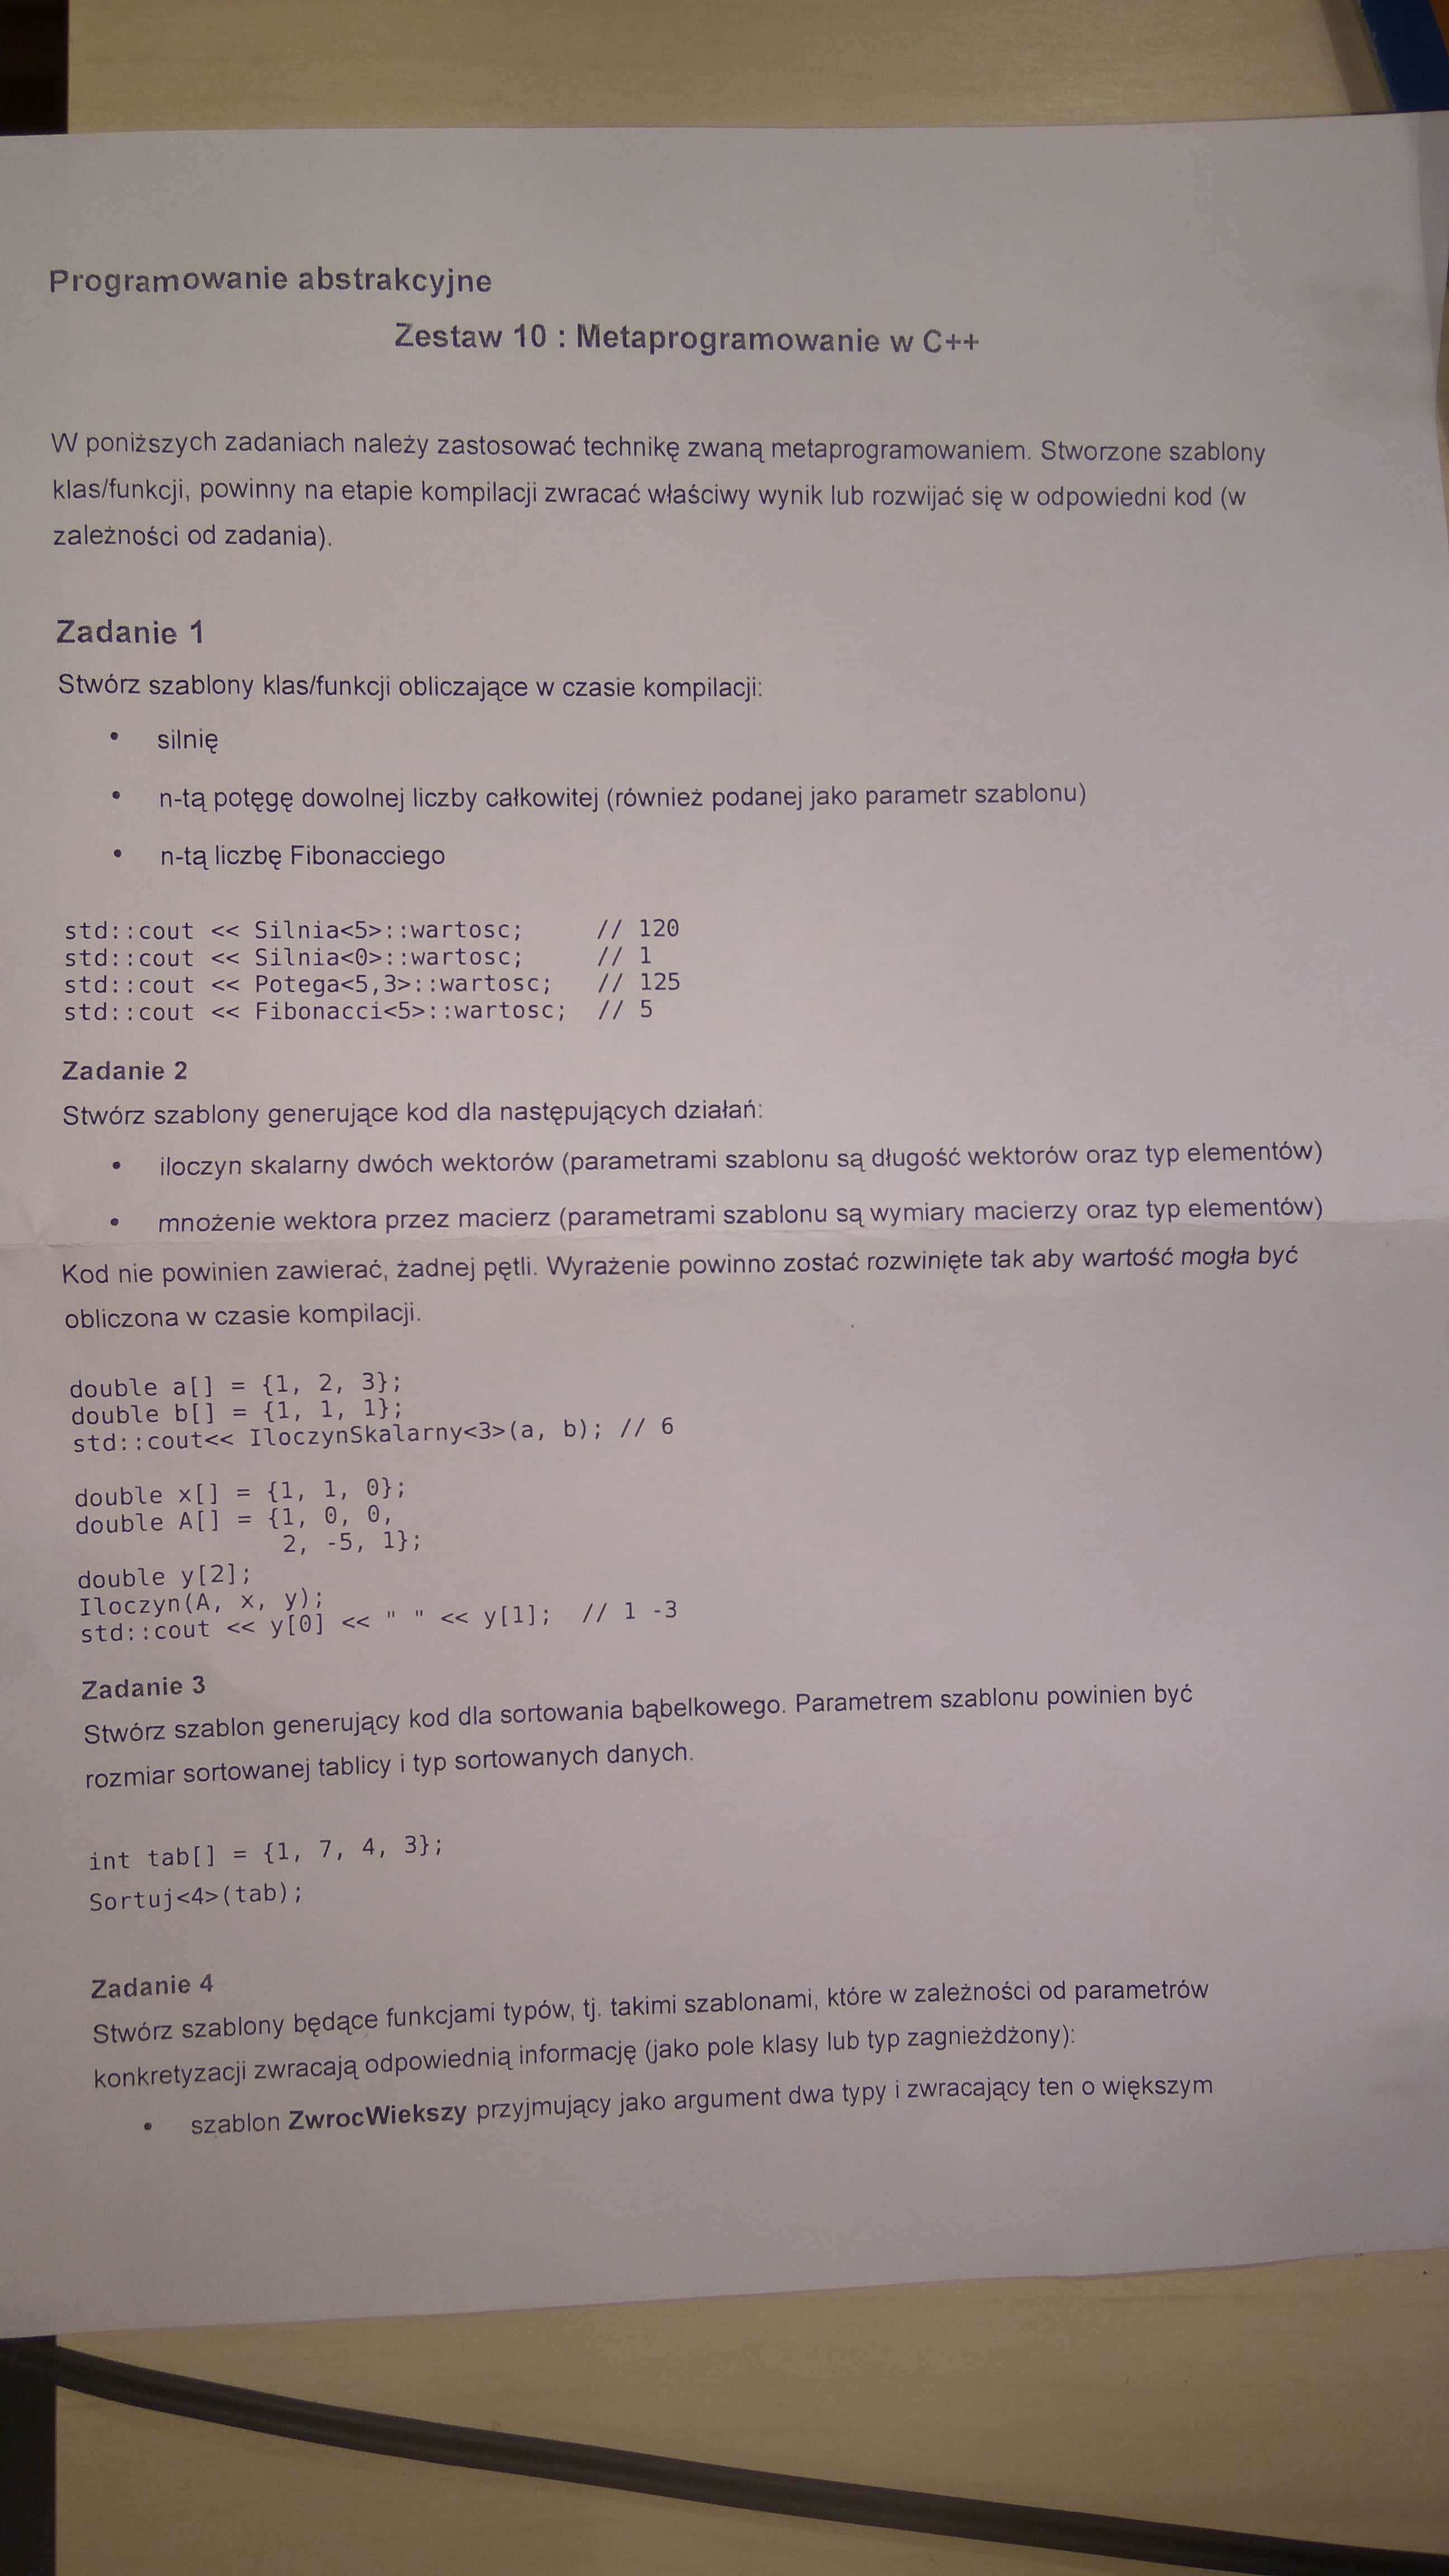 Programowanie abstrakcyjne
Zestaw 10 : Metaprogramowanie w C++
W poniższych zadaniach należy zastosować technikę zwaną metaprogramowaniem. Stworzone szablony
klas/funkcji, powinny na etapie kompilacji zwracać właściwy wynik lub rozwijać się w odpowiedni kod (w
zależności od zadania).
Zadanie 1
Stwórz szablony klas/funkcji obliczające w czasie kompilacji:
• silnię
• n-tą potęgę dowolnej liczby całkowitej (również podanej jako parametr szablonu)
• n-tą liczbę Fibonacciego
std::cout << Silnia<5>::wartosc; // 120
std::cout << Silnia<0>::wartosc; // 1
std::cout << Potega<5,3>::wartosc; // 125
std::cout << Fibonacci<5>::wartosc; // 5
Zadanie 2
Stwórz szablony generujące kod dla następujących działań:
• iloczyn skalarny dwóch wektorów (parametrami szablonu są długość wektorów oraz typ elementów)
• mnożenie wektora przez macierz (parametrami szablonu są wymiary macierzy oraz typ elementów)
Kod nie powinien zawierać, żadnej pętli. Wyrażenie powinno zostać rozwinięte tak aby wartość mogła być
obliczona w czasie kompilacji.
double a[] = {1, 2, 3};
double b[] = {1, 1, 1};
std::cout<< IloczynSkalarny<3>(a, b); // 6
double x[] = {1, 1, 0};
double A[] = {1, 0, 0,
2, -5, 1};
double y[2];
Iloczyn(A, x, y);
std::cout << y[0] << " " << y[1]; // 1 -3
Zadanie 3
Stwórz szablon generujący kod dla sortowania bąbelkowego. Parametrem szablonu powinien być
rozmiar sortowanej tablicy i typ sortowanych danych.
int tab[] = {1, 7, 4, 3};
Sortuj<4>(tab);
Zadanie 4
Stwórz szablony będące funkcjami typów, tj. takimi szablonami, które w zależności od parametrów
konkretyzacji zwracają odpowiednią informację (jako pole klasy lub typ zagnieżdżony):
• szablon ZwrocWiekszy przyjmujący jako argument dwa typy i zwracający ten o większym